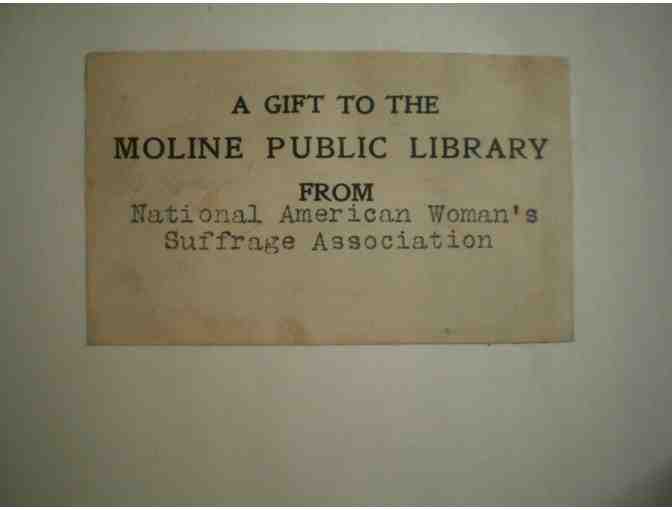 A GIFT TO THE
MOLINE PUBLIC LIBRARY
FROM
National American Woman's
Suffrage Association